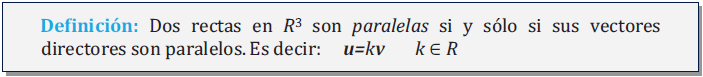 Definición: Dos rectas en R³ son paralelas si y sólo si sus vectores
directores son paralelos. Es decir: u=kv k ∈ R